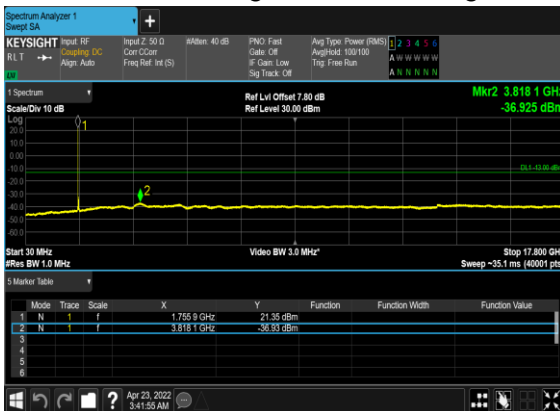 Spectrum Analyzer 1
Swept SA
KEYSIGHT Input: RF Input Z: 50 Ω #Atten: 40 dB PNO: Fast Avg Type: Power (RMS) 1 2 3 4 5 6
RLT Coupling: DC Corr CCorr Gate: Off Avg|Hold: 100/100 A W W W W W
Align: Auto Freq Ref: Int (S) IF Gain: Low Trig: Free Run
Sig Track: Off A N N N N N
LV
1 Spectrum Ref Lvl Offset 7.80 dB Mkr2 3.818 1 GHz
Scale/Div 10 dB Ref Level 30.00 dBm -36.925 dBm
Log
20.0
10.0
0.00
-10.0
DL1 -13.00 dBm
-20.0
-30.0
-40.0
-50.0
-60.0
1
2
Start 30 MHz Video BW 3.0 MHz* Stop 17.800 GH
#Res BW 1.0 MHz Sweep ~35.1 ms (40001 pts
5 Marker Table
Mode Trace Scale X Y Function Function Width Function Value
1 N 1 f 1.755 9 GHz 21.35 dBm
2 N 1 f 3.818 1 GHz -36.93 dBm
3
4
5
6
? Apr 23, 2022
3:41:55 AM